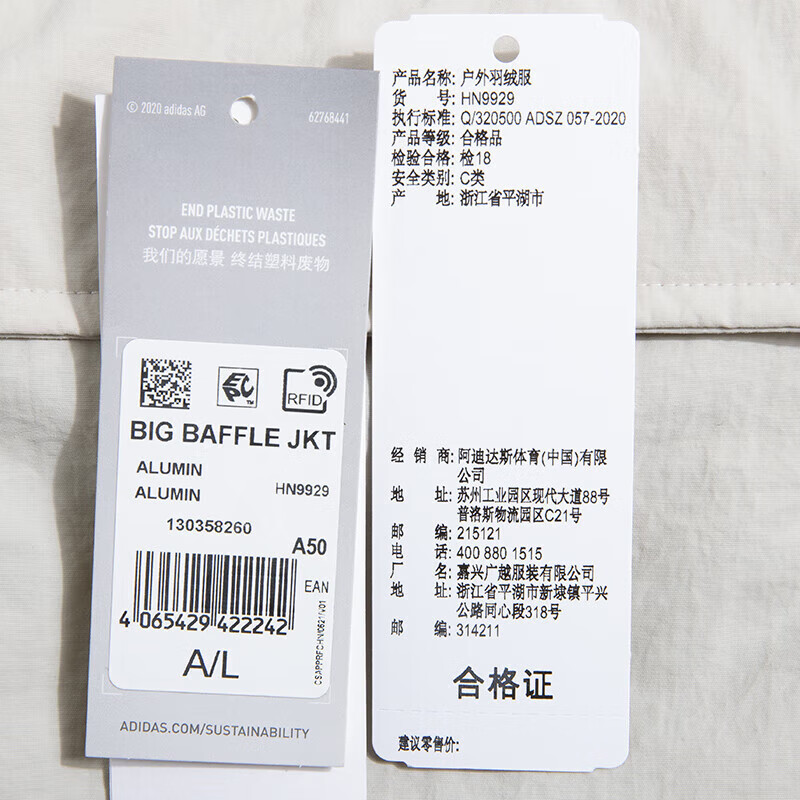 © 2020 adidas AG
62768441
END PLASTIC WASTE
STOP AUX DÉCHETS PLASTIQUES
我们的愿景 终结塑料废物
EPC™
RFID
BIG BAFFLE JKT
ALUMIN
ALUMIN
HN9929
130358260
A50
EAN
4 065429 422242
A/L
ADIDAS.COM/SUSTAINABILITY
产品名称: 户外羽绒服
货 号: HN9929
执行标准: Q/320500 ADSZ 057-2020
产品等级: 合格品
检验合格: 检18
安全类别: C类
产 地: 浙江省平湖市
经 销 商: 阿迪达斯体育(中国)有限
公司
地 址: 苏州工业园区现代大道88号
普洛斯物流园区C21号
邮 编: 215121
电 话: 400 880 1515
厂 名: 嘉兴广越服装有限公司
地 址: 浙江省平湖市新埭镇平兴
公路同心段318号
邮 编: 314211
合格证
建议零售价: